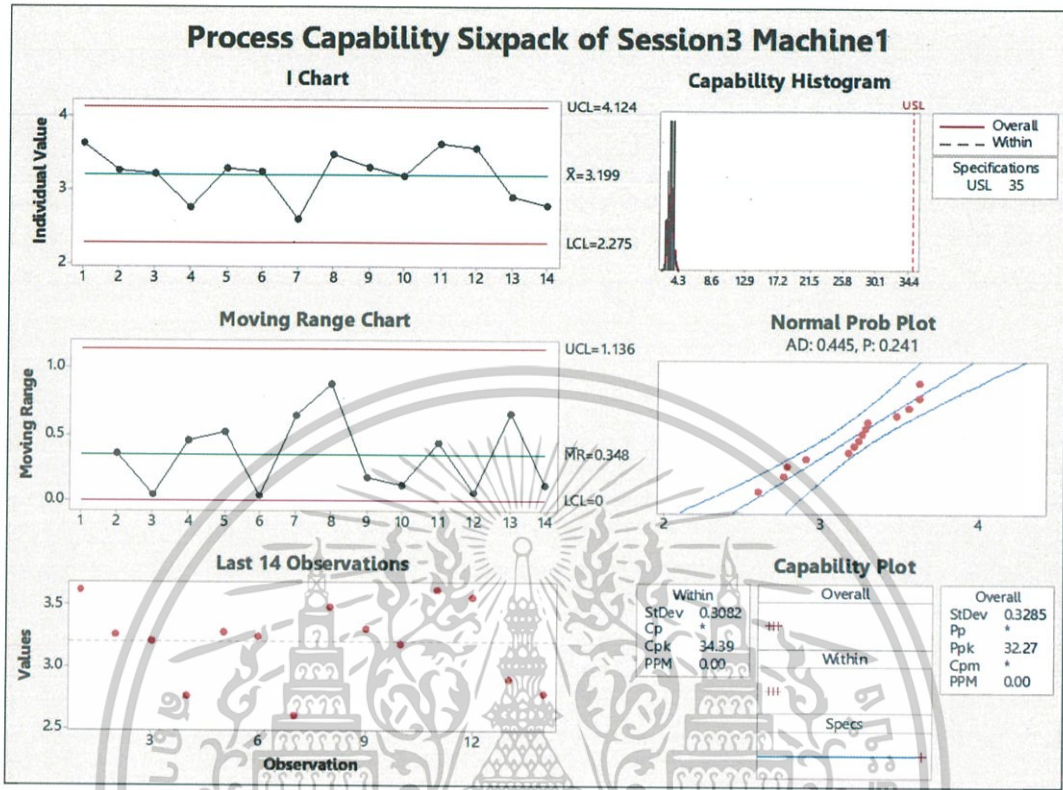 Process Capability Sixpack of Session3 Machine1
I Chart
Individual Value
4
3
2
UCL=4.124
X̄=3.199
LCL=2.275
1 2 3 4 5 6 7 8 9 10 11 12 13 14
Capability Histogram
USL
4.3 8.6 12.9 17.2 21.5 25.8 30.1 34.4
Overall
Within
Specifications
USL 35
Moving Range Chart
Moving Range
1.0
0.5
0.0
UCL=1.136
M̄R̄=0.348
LCL=0
1 2 3 4 5 6 7 8 9 10 11 12 13 14
Normal Prob Plot
AD: 0.445, P: 0.241
2 3 4
Last 14 Observations
Values
3.5
3.0
2.5
3 6 9 12
Observation
Capability Plot
Within
StDev 0.3082
Cp *
Cpk 34.39
PPM 0.00
Overall
Within
Specs
Overall
StDev 0.3285
Pp *
Ppk 32.27
Cpm *
PPM 0.00